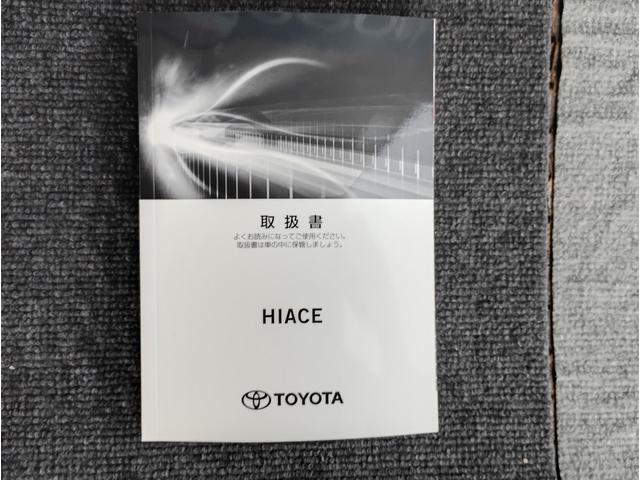 取扱書
よくお読みになってご使用ください。
取扱書は車の中に保管しましょう。
HIACE
TOYOTA